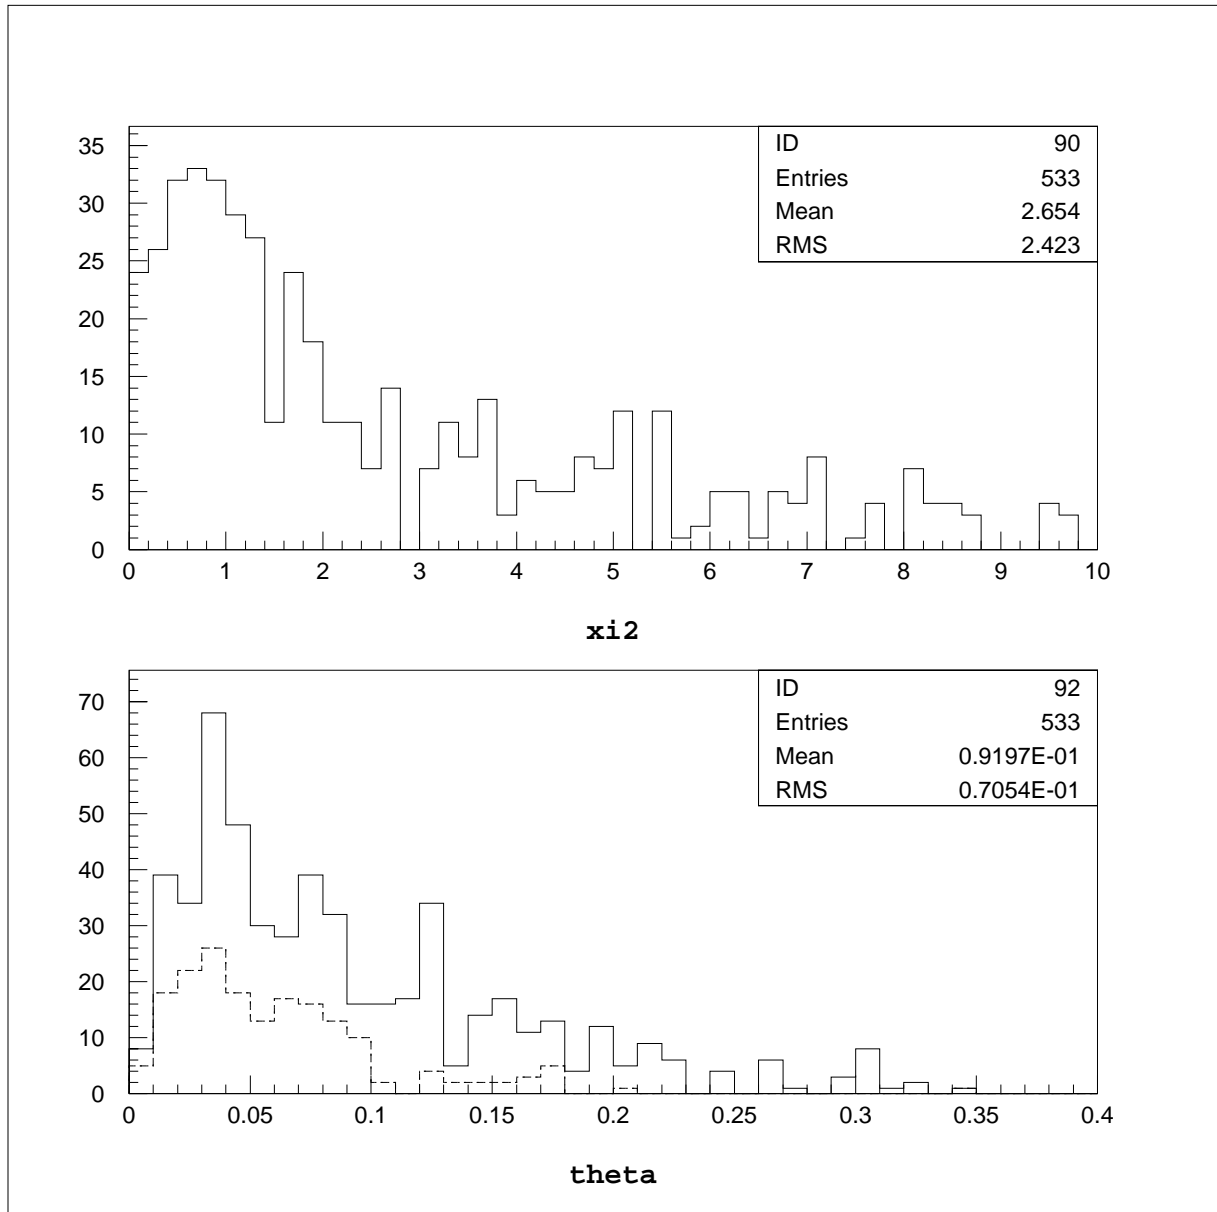 ID 90
Entries 533
Mean 2.654
RMS 2.423
35
30
25
20
15
10
5
0
0 1 2 3 4 5 6 7 8 9 10
xi2
ID 92
Entries 533
Mean 0.9197E-01
RMS 0.7054E-01
70
60
50
40
30
20
10
0
0 0.05 0.1 0.15 0.2 0.25 0.3 0.35 0.4
theta